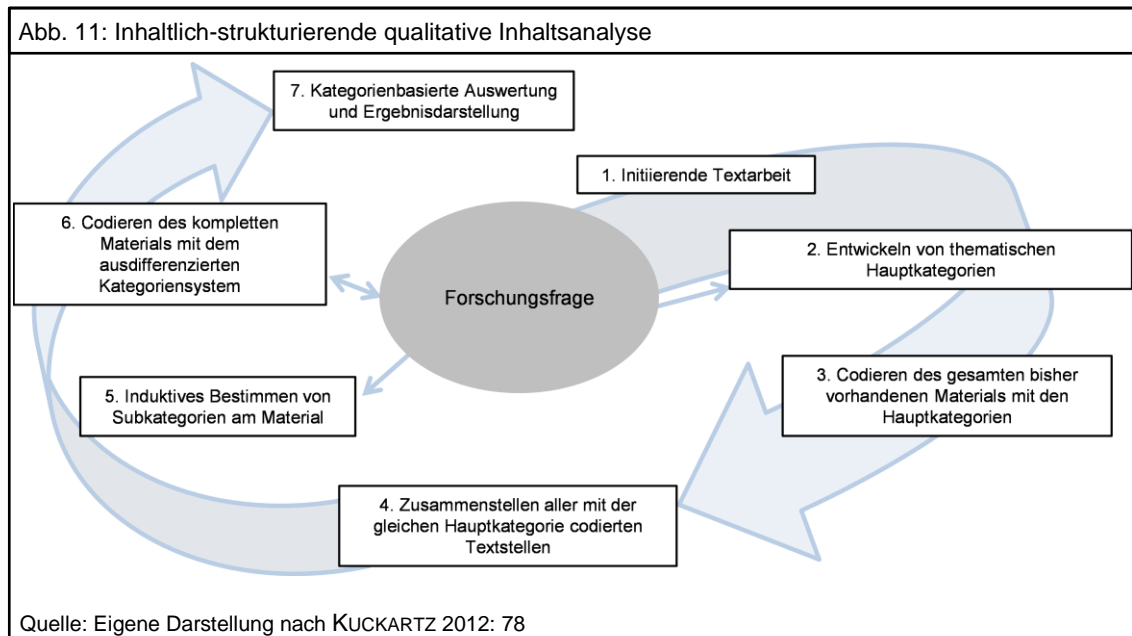 Abb. 11: Inhaltlich-strukturierende qualitative Inhaltsanalyse
7. Kategorienbasierte Auswertung
und Ergebnisdarstellung
1. Initiierende Textarbeit
6. Codieren des kompletten
Materials mit dem
ausdifferenzierten
Kategoriensystem
2. Entwickeln von thematischen
Hauptkategorien
Forschungsfrage
5. Induktives Bestimmen von
Subkategorien am Material
3. Codieren des gesamten bisher
vorhandenen Materials mit den
Hauptkategorien
4. Zusammenstellen aller mit der
gleichen Hauptkategorie codierten
Textstellen
Quelle: Eigene Darstellung nach KUCKARTZ 2012: 78